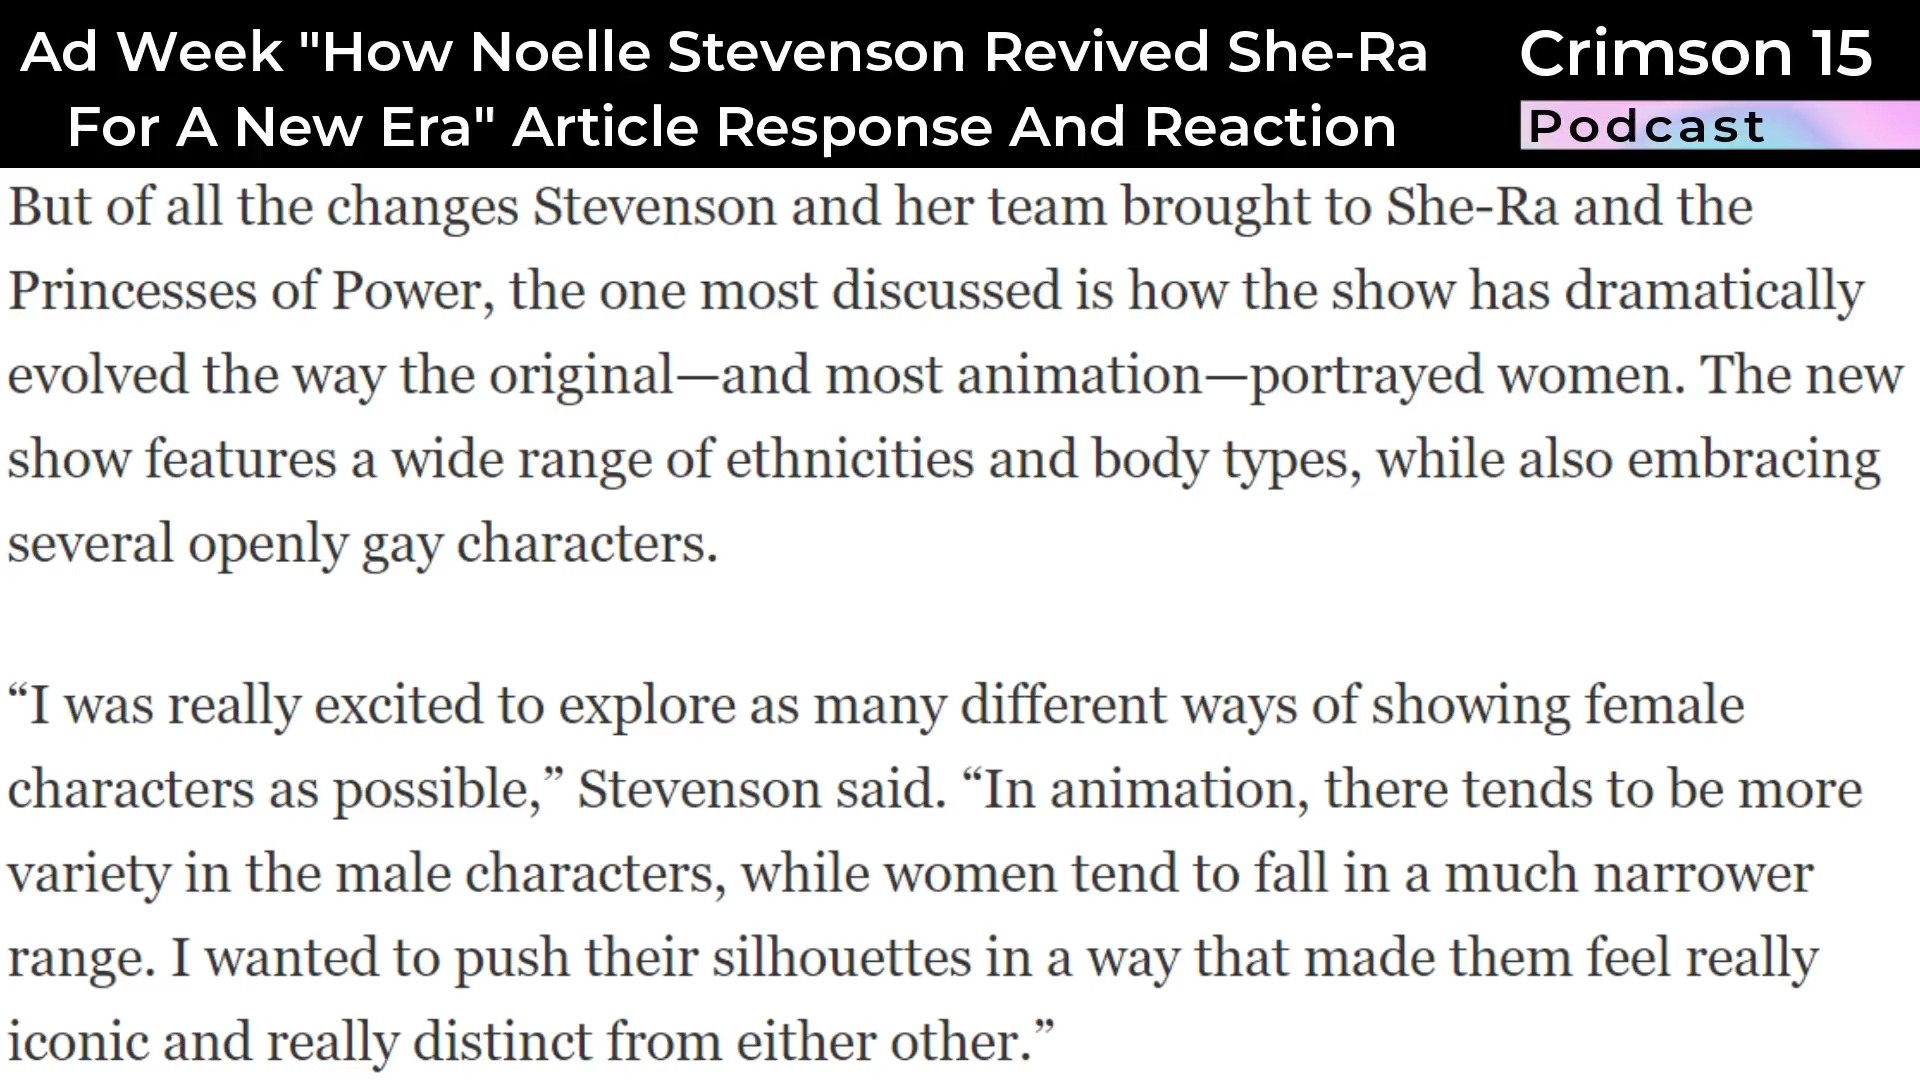 Ad Week "How Noelle Stevenson Revived She-Ra
For A New Era" Article Response And Reaction
Crimson 15
Podcast
But of all the changes Stevenson and her team brought to She-Ra and the
Princesses of Power, the one most discussed is how the show has dramatically
evolved the way the original—and most animation—portrayed women. The new
show features a wide range of ethnicities and body types, while also embracing
several openly gay characters.
“I was really excited to explore as many different ways of showing female
characters as possible,” Stevenson said. “In animation, there tends to be more
variety in the male characters, while women tend to fall in a much narrower
range. I wanted to push their silhouettes in a way that made them feel really
iconic and really distinct from either other.”